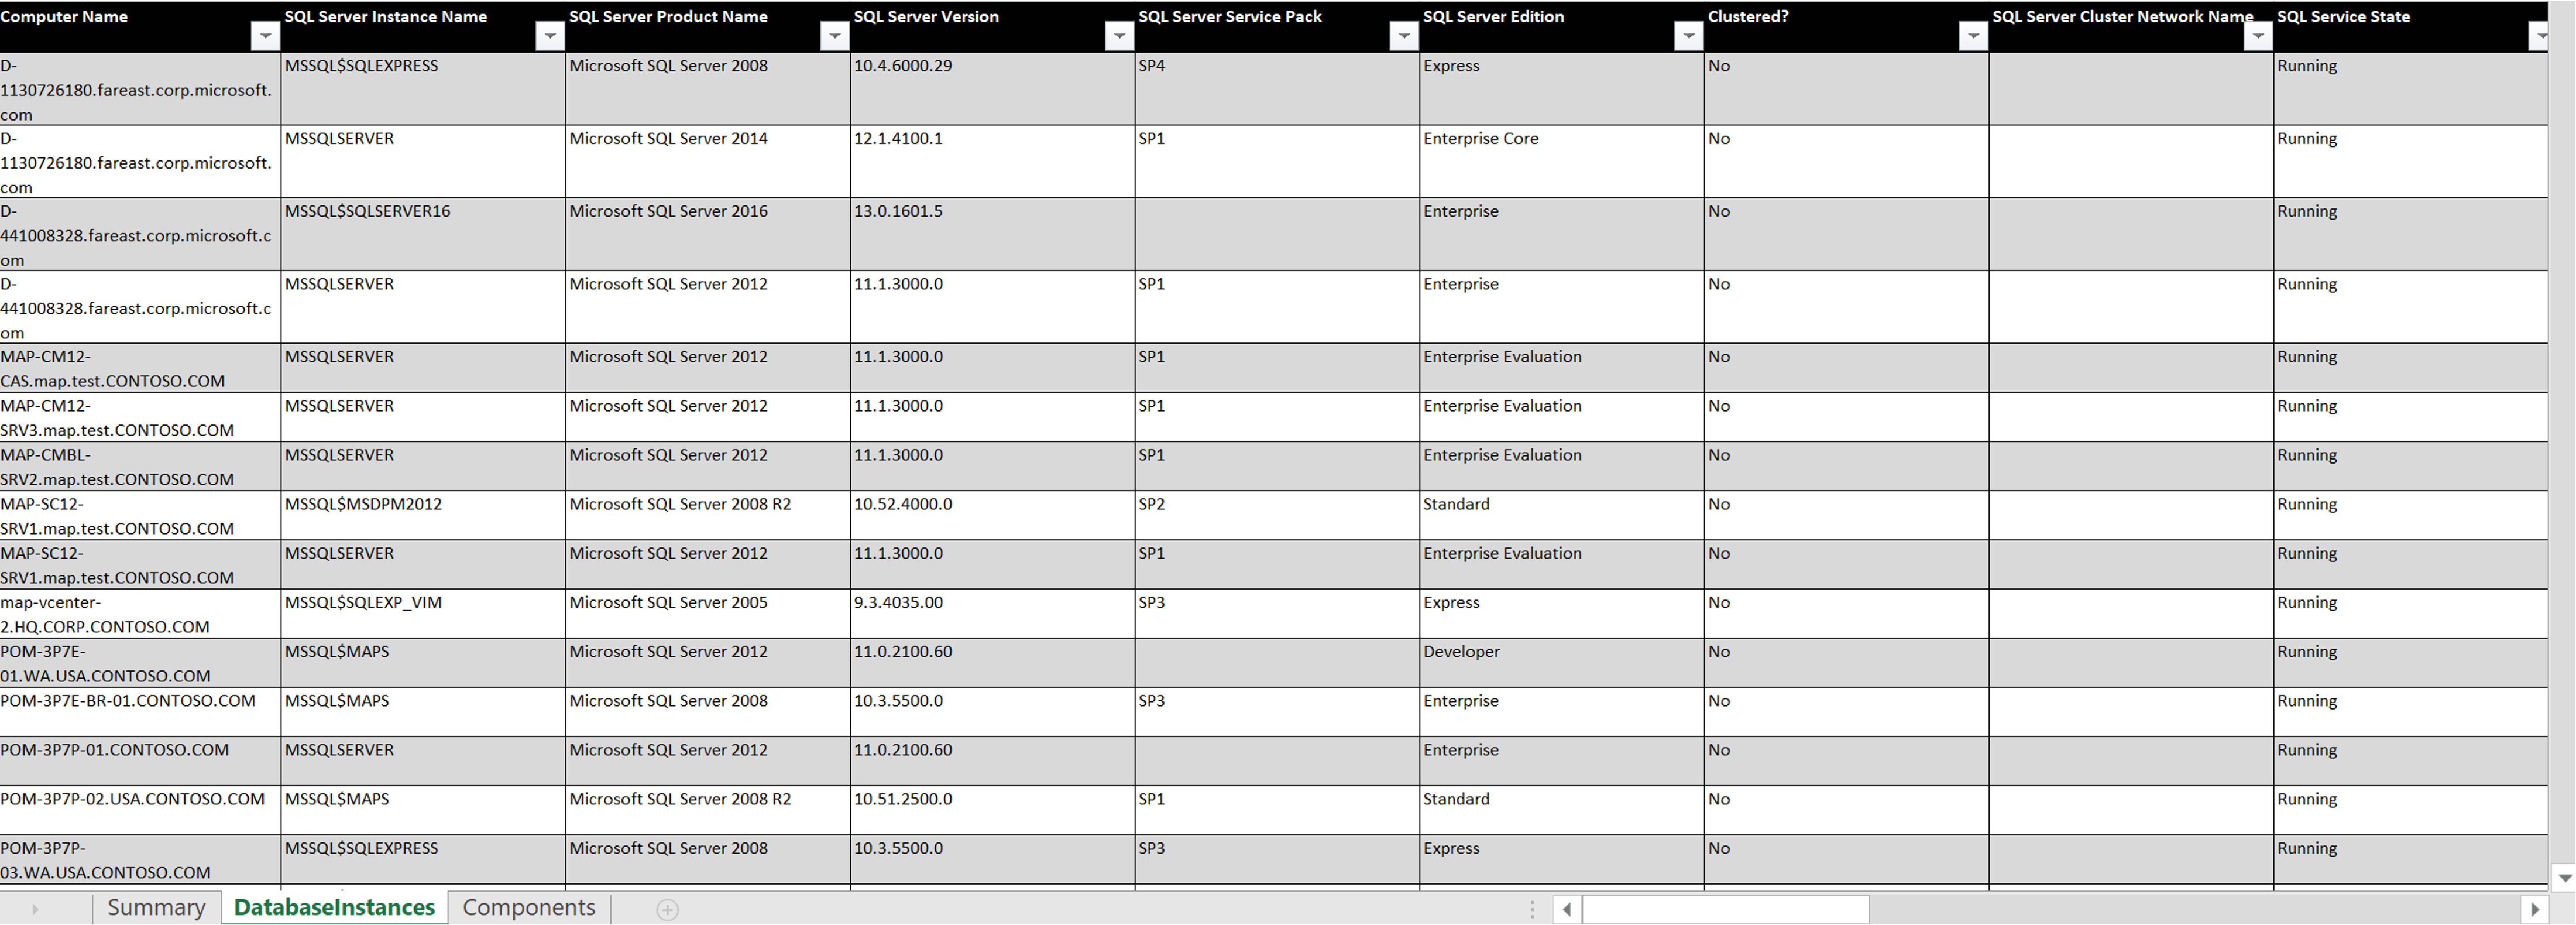 Computer Name SQL Server Instance Name SQL Server Product Name SQL Server Version SQL Server Service Pack SQL Server Edition Clustered? SQL Server Cluster Network Name SQL Service State
D- MSSQL$SQLEXPRESS Microsoft SQL Server 2008 10.4.6000.29 SP4 Express No Running
1130726180.fareast.corp.microsoft.
com
D- MSSQLSERVER Microsoft SQL Server 2014 12.1.4100.1 SP1 Enterprise Core No Running
1130726180.fareast.corp.microsoft.
com
D- MSSQL$SQLSERVER16 Microsoft SQL Server 2016 13.0.1601.5 Enterprise No Running
441008328.fareast.corp.microsoft.c
om
D- MSSQLSERVER Microsoft SQL Server 2012 11.1.3000.0 SP1 Enterprise No Running
441008328.fareast.corp.microsoft.c
om
MAP-CM12- MSSQLSERVER Microsoft SQL Server 2012 11.1.3000.0 SP1 Enterprise Evaluation No Running
CAS.map.test.CONTOSO.COM
MAP-CM12- MSSQLSERVER Microsoft SQL Server 2012 11.1.3000.0 SP1 Enterprise Evaluation No Running
SRV3.map.test.CONTOSO.COM
MAP-CMBL- MSSQLSERVER Microsoft SQL Server 2012 11.1.3000.0 SP1 Enterprise Evaluation No Running
SRV2.map.test.CONTOSO.COM
MAP-SC12- MSSQL$MSDPM2012 Microsoft SQL Server 2008 R2 10.52.4000.0 SP2 Standard No Running
SRV1.map.test.CONTOSO.COM
MAP-SC12- MSSQLSERVER Microsoft SQL Server 2012 11.1.3000.0 SP1 Enterprise Evaluation No Running
SRV1.map.test.CONTOSO.COM
map-vcenter- MSSQL$SQLEXP_VIM Microsoft SQL Server 2005 9.3.4035.00 SP3 Express No Running
2.HQ.CORP.CONTOSO.COM
POM-3P7E- MSSQL$MAPS Microsoft SQL Server 2012 11.0.2100.60 Developer No Running
01.WA.USA.CONTOSO.COM
POM-3P7E-BR-01.CONTOSO.COM MSSQL$MAPS Microsoft SQL Server 2008 10.3.5500.0 SP3 Enterprise No Running
POM-3P7P-01.CONTOSO.COM MSSQLSERVER Microsoft SQL Server 2012 11.0.2100.60 Enterprise No Running
POM-3P7P-02.USA.CONTOSO.COM MSSQL$MAPS Microsoft SQL Server 2008 R2 10.51.2500.0 SP1 Standard No Running
POM-3P7P- MSSQL$SQLEXPRESS Microsoft SQL Server 2008 10.3.5500.0 SP3 Express No Running
03.WA.USA.CONTOSO.COM
Summary DatabaseInstances Components